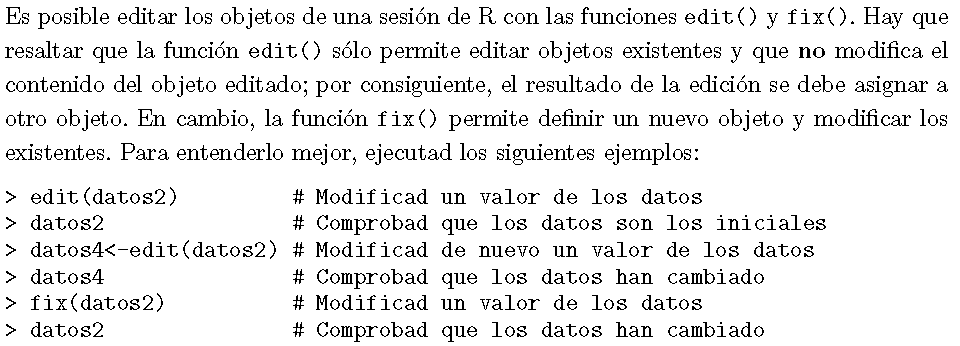 Es posible editar los objetos de una sesión de R con las funciones edit() y fix(). Hay que
resaltar que la función edit() sólo permite editar objetos existentes y que no modifica el
contenido del objeto editado; por consiguiente, el resultado de la edición se debe asignar a
otro objeto. En cambio, la función fix() permite definir un nuevo objeto y modificar los
existentes. Para entenderlo mejor, ejecutad los siguientes ejemplos:
> edit(datos2) # Modificad un valor de los datos
> datos2 # Comprobad que los datos son los iniciales
> datos4<-edit(datos2) # Modificad de nuevo un valor de los datos
> datos4 # Comprobad que los datos han cambiado
> fix(datos2) # Modificad un valor de los datos
> datos2 # Comprobad que los datos han cambiado